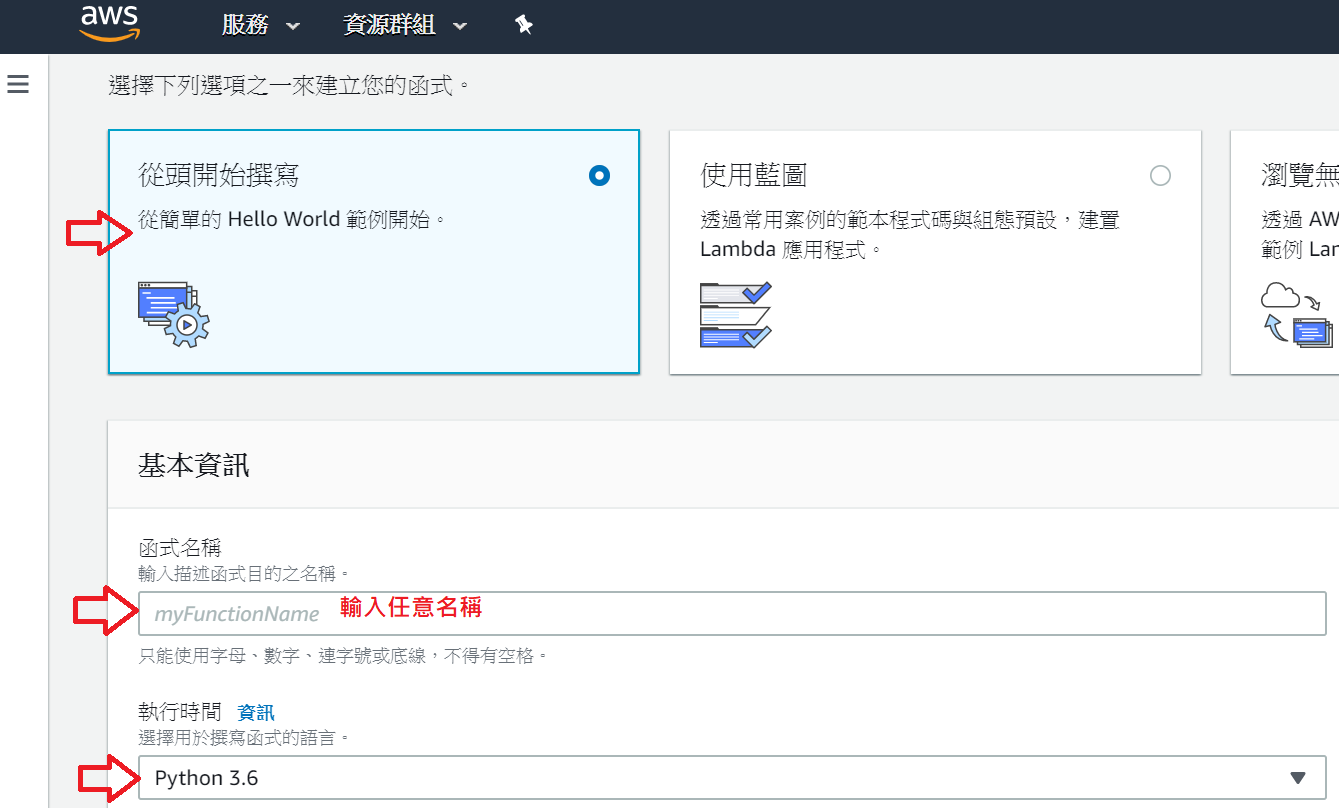 aws
服務
資源群組
選擇下列選項之一來建立您的函式。
從頭開始撰寫
從簡單的 Hello World 範例開始。
使用藍圖
透過常用案例的範本程式碼與組態預設，建置
Lambda 應用程式。
瀏覽無
透過 AW
範例 Lar
基本資訊
函式名稱
輸入描述函式目的之名稱。
myFunctionName
輸入任意名稱
只能使用字母、數字、連字號或底線，不得有空格。
執行時間 資訊
選擇用於撰寫函式的語言。
Python 3.6